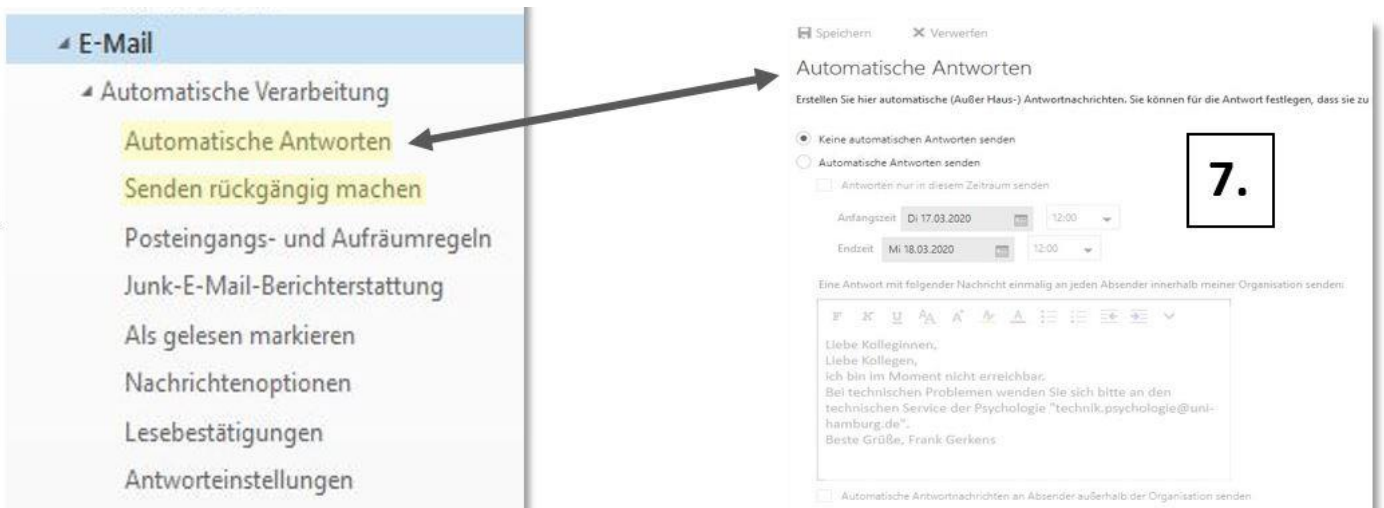 E-Mail
Automatische Verarbeitung
Automatische Antworten
Senden rückgängig machen
Posteingangs- und Aufräumregeln
Junk-E-Mail-Berichterstattung
Als gelesen markieren
Nachrichtenoptionen
Lesebestätigungen
Antworteinstellungen
Speichern Verwerfen
Automatische Antworten
Erstellen Sie hier automatische (Außer Haus-) Antwortnachrichten. Sie können für die Antwort festlegen, dass sie zu
Keine automatischen Antworten senden
Automatische Antworten senden
7.
Antworten nur in diesem Zeitraum senden
Anfangszeit Di 17.03.2020 12:00
Endzeit Mi 18.03.2020 12:00
Eine Antwort mit folgender Nachricht einmalig an jeden Absender innerhalb meiner Organisation senden:
F K U AA A A A
Liebe Kolleginnen,
Liebe Kollegen,
ich bin im Moment nicht erreichbar.
Bei technischen Problemen wenden Sie sich bitte an den
technischen Service der Psychologie "technik.psychologie@uni-
hamburg.de".
Beste Grüße, Frank Gerkens
Automatische Antwortnachrichten an Absender außerhalb der Organisation senden